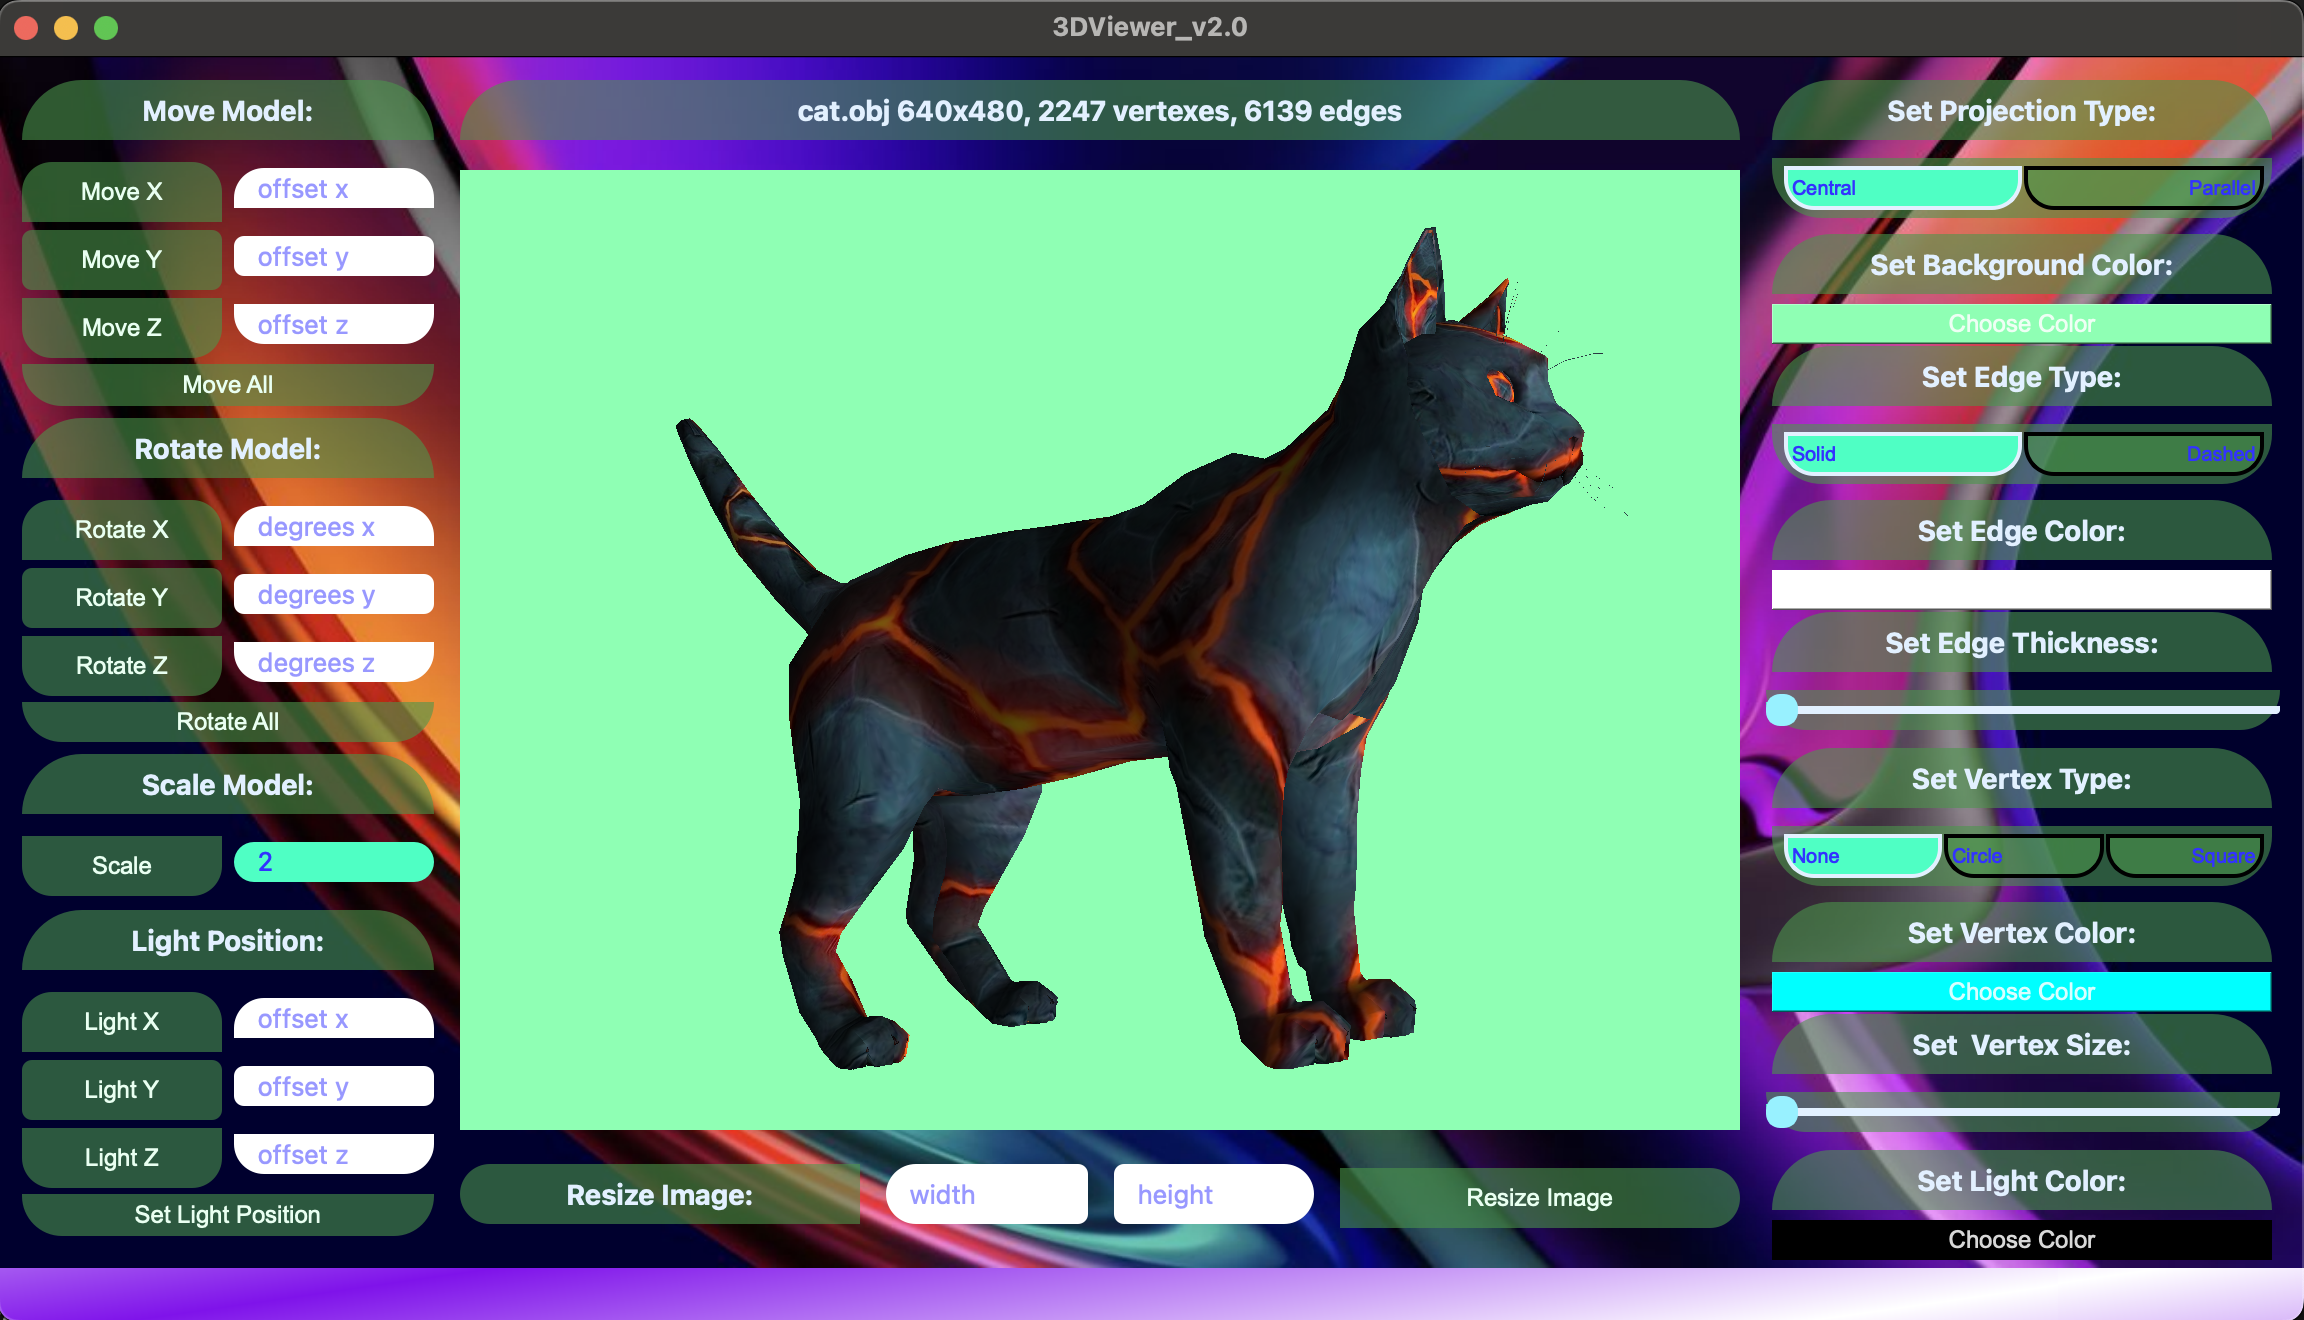 3DViewer_v2.0
Move Model:
Move X
offset x
Move Y
offset y
Move Z
offset z
Move All
Rotate Model:
Rotate X
degrees x
Rotate Y
degrees y
Rotate Z
degrees z
Rotate All
Scale Model:
Scale
2
Light Position:
Light X
offset x
Light Y
offset y
Light Z
offset z
Set Light Position
cat.obj 640x480, 2247 vertexes, 6139 edges
Resize Image:
width
height
Resize Image
Set Projection Type:
Central
Parallel
Set Background Color:
Choose Color
Set Edge Type:
Solid
Dashed
Set Edge Color:
Set Edge Thickness:
Set Vertex Type:
None
Circle
Square
Set Vertex Color:
Choose Color
Set  Vertex Size:
Set Light Color:
Choose Color